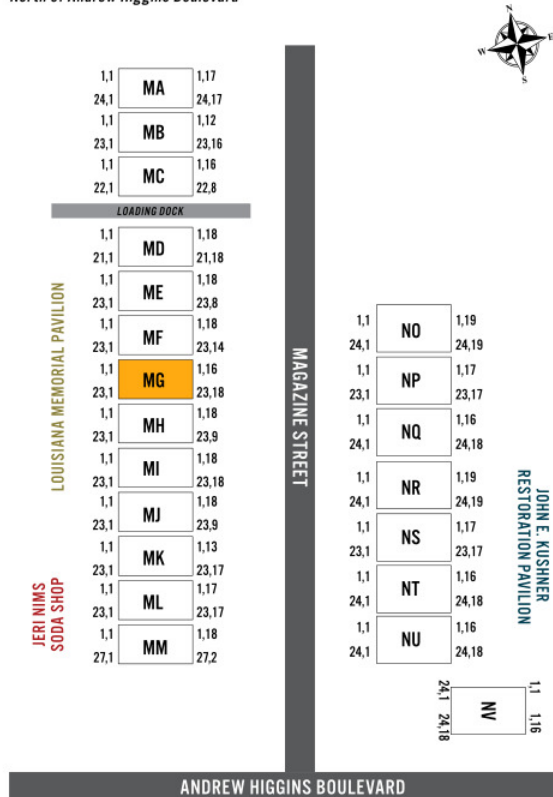 North of Andrew Higgins Boulevard
N
W E
S
1,1 MA 1,17
24,1 24,17
1,1 MB 1,12
23,1 23,16
1,1 MC 1,16
22,1 22,8
LOADING DOCK
1,1 MD 1,18
21,1 21,18
1,1 ME 1,18
23,1 23,8
1,1 MF 1,18
23,1 23,14
1,1 MG 1,16
23,1 23,18
1,1 MH 1,18
23,1 23,9
1,1 MI 1,18
23,1 23,18
1,1 MJ 1,18
23,1 23,9
1,1 MK 1,13
23,1 23,17
1,1 ML 1,17
23,1 23,17
1,1 MM 1,18
27,1 27,2
LOUISIANA MEMORIAL PAVILION
JERI NIMS
SODA SHOP
MAGAZINE STREET
1,1 NO 1,19
24,1 24,19
1,1 NP 1,17
23,1 23,17
1,1 NQ 1,16
24,1 24,18
1,1 NR 1,19
24,1 24,19
1,1 NS 1,17
23,1 23,17
1,1 NT 1,16
24,1 24,18
1,1 NU 1,16
24,1 24,18
1,1 NV 1,16
24,1 24,18
JOHN E. KUSHNER
RESTORATION PAVILION
ANDREW HIGGINS BOULEVARD